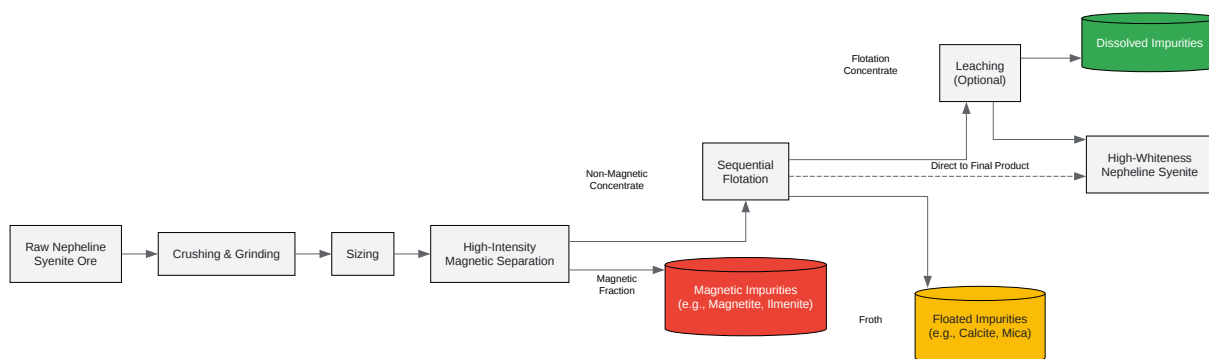 Raw Nepheline
Syenite Ore
Crushing & Grinding
Sizing
High-Intensity
Magnetic Separation
Non-Magnetic
Concentrate
Magnetic
Fraction
Magnetic Impurities
(e.g., Magnetite, Ilmenite)
Sequential
Flotation
Flotation
Concentrate
Froth
Floated Impurities
(e.g., Calcite, Mica)
Leaching
(Optional)
Direct to Final Product
Dissolved Impurities
High-Whiteness
Nepheline Syenite